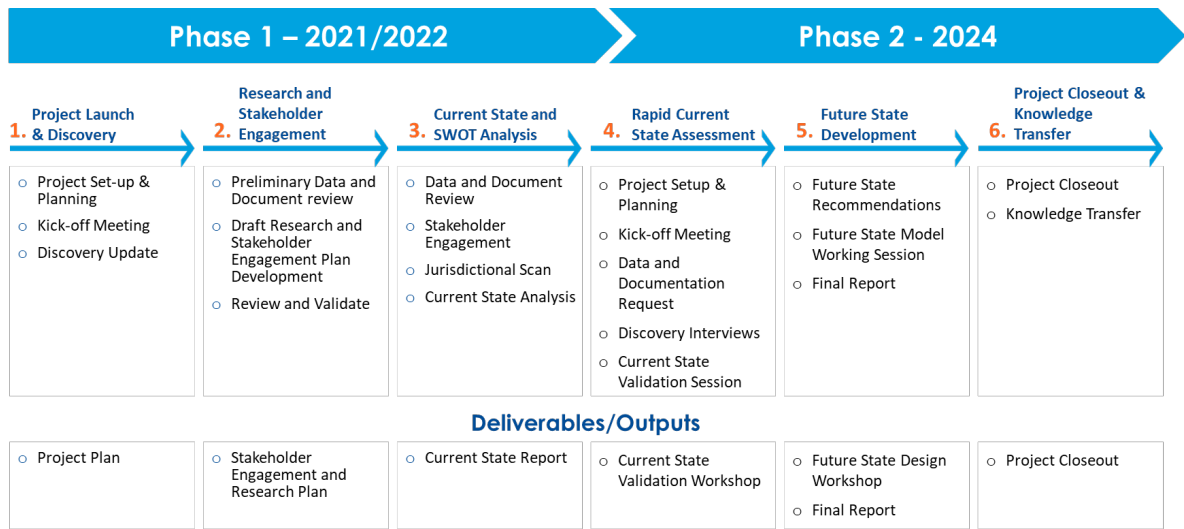 Phase 1 – 2021/2022
Phase 2 - 2024
1. Project Launch
& Discovery
2. Research and
Stakeholder
Engagement
3. Current State and
SWOT Analysis
4. Rapid Current
State Assessment
5. Future State
Development
6. Project Closeout &
Knowledge
Transfer
o Project Set-up &
Planning
o Kick-off Meeting
o Discovery Update
o Preliminary Data and
Document review
o Draft Research and
Stakeholder
Engagement Plan
Development
o Review and Validate
o Data and Document
Review
o Stakeholder
Engagement
o Jurisdictional Scan
o Current State Analysis
o Project Setup &
Planning
o Kick-off Meeting
o Data and
Documentation
Request
o Discovery Interviews
o Current State
Validation Session
o Future State
Recommendations
o Future State Model
Working Session
o Final Report
o Project Closeout
o Knowledge Transfer
Deliverables/Outputs
o Project Plan
o Stakeholder
Engagement and
Research Plan
o Current State Report
o Current State
Validation Workshop
o Future State Design
Workshop
o Final Report
o Project Closeout